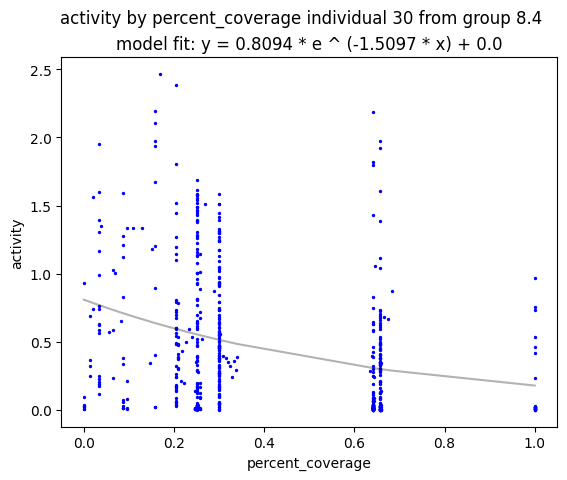 activity by percent_coverage individual 30 from group 8.4
model fit: y = 0.8094 * e ^ (-1.5097 * x) + 0.0
2.5
2.0
1.5
1.0
0.5
0.0
activity
0.0 0.2 0.4 0.6 0.8 1.0
percent_coverage